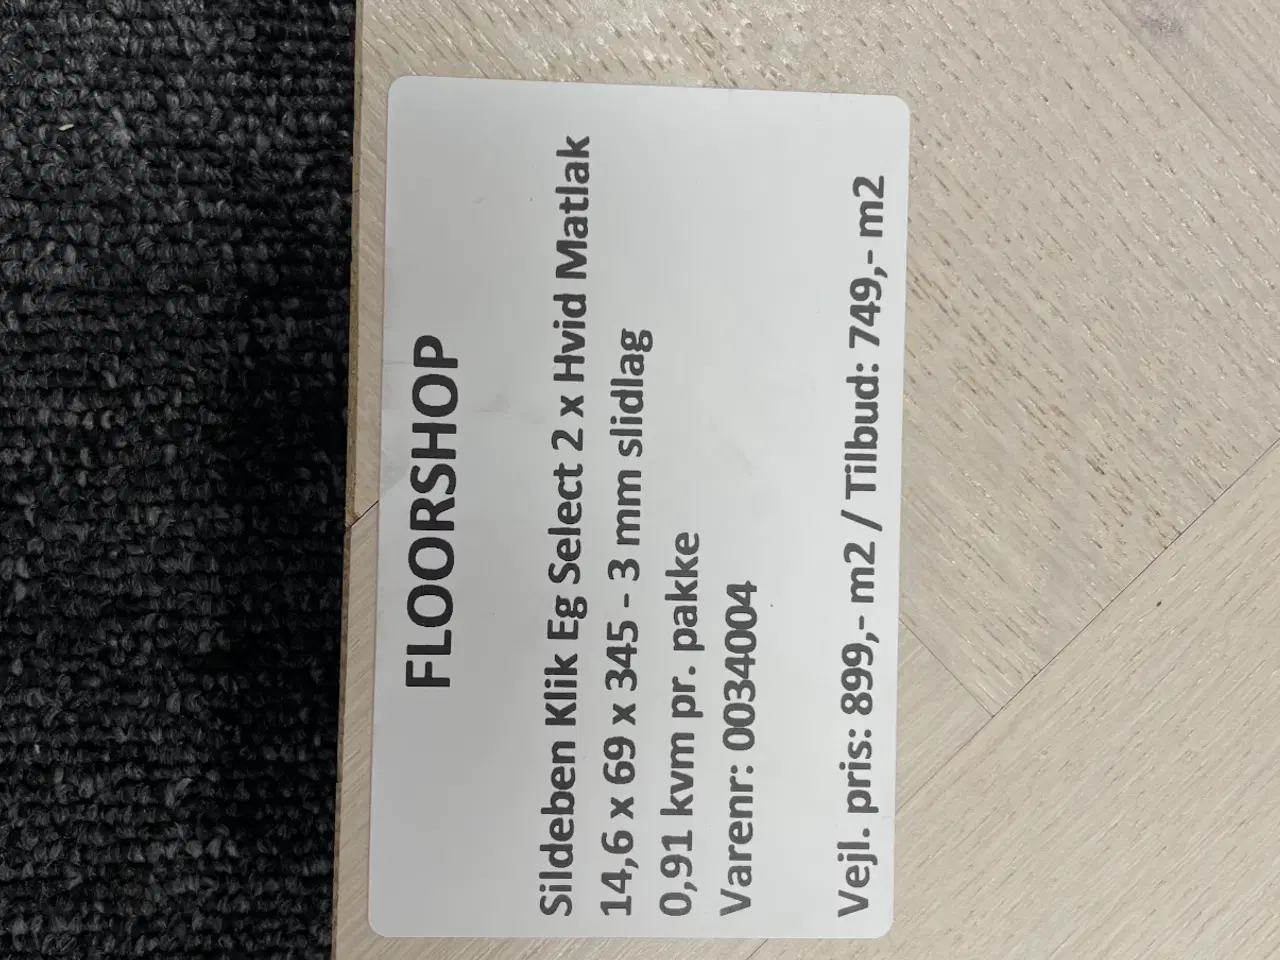 FLOORSHOP
Sildeben Klik Eg Select 2 x Hvid Matlak
14,6 x 69 x 345 - 3 mm slidlag
0,91 kvm pr. pakke
Varenr: 0034004
Vejl. pris: 899,- m2 / Tilbud: 749,- m2